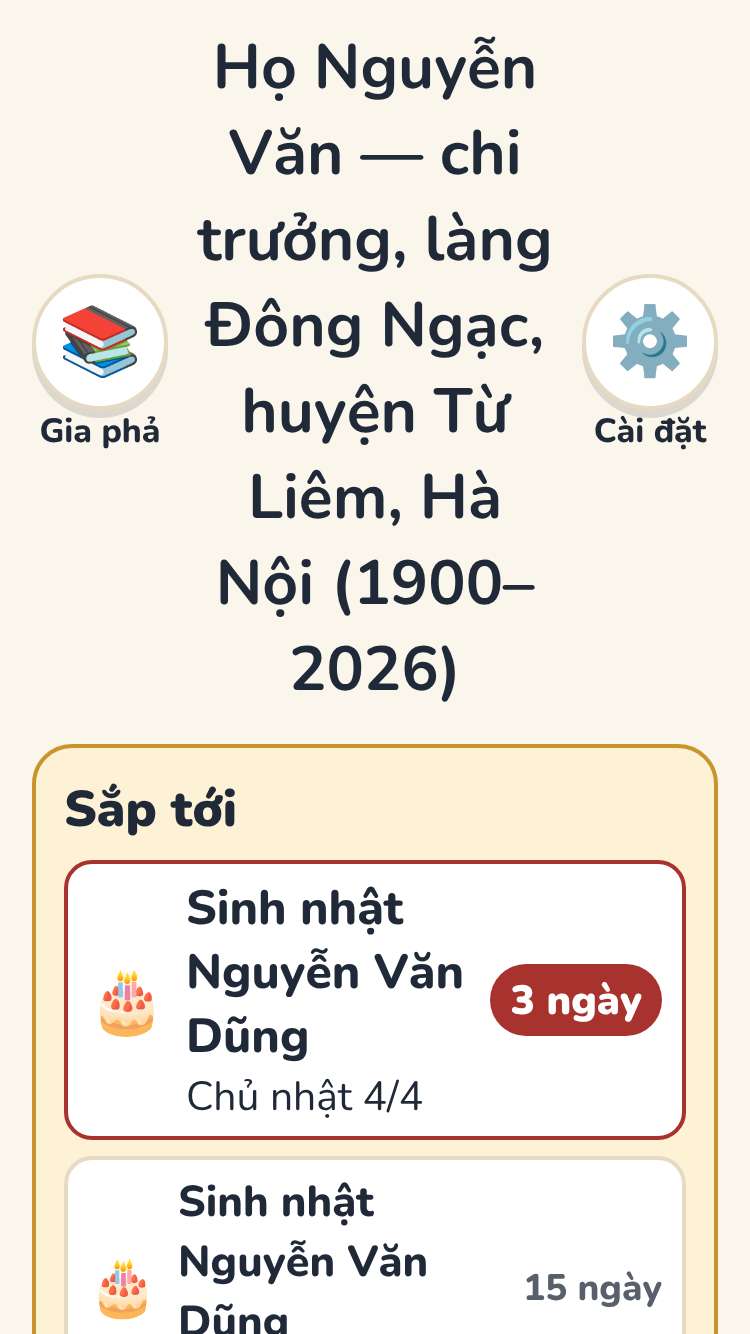 Họ Nguyễn
Văn — chi
trưởng, làng
Đông Ngạc,
huyện Từ
Liêm, Hà
Nội (1900–
2026)
Gia phả
Cài đặt
Sắp tới
Sinh nhật
Nguyễn Văn
Dũng
Chủ nhật 4/4
3 ngày
Sinh nhật
Nguyễn Văn
Dũng
15 ngày